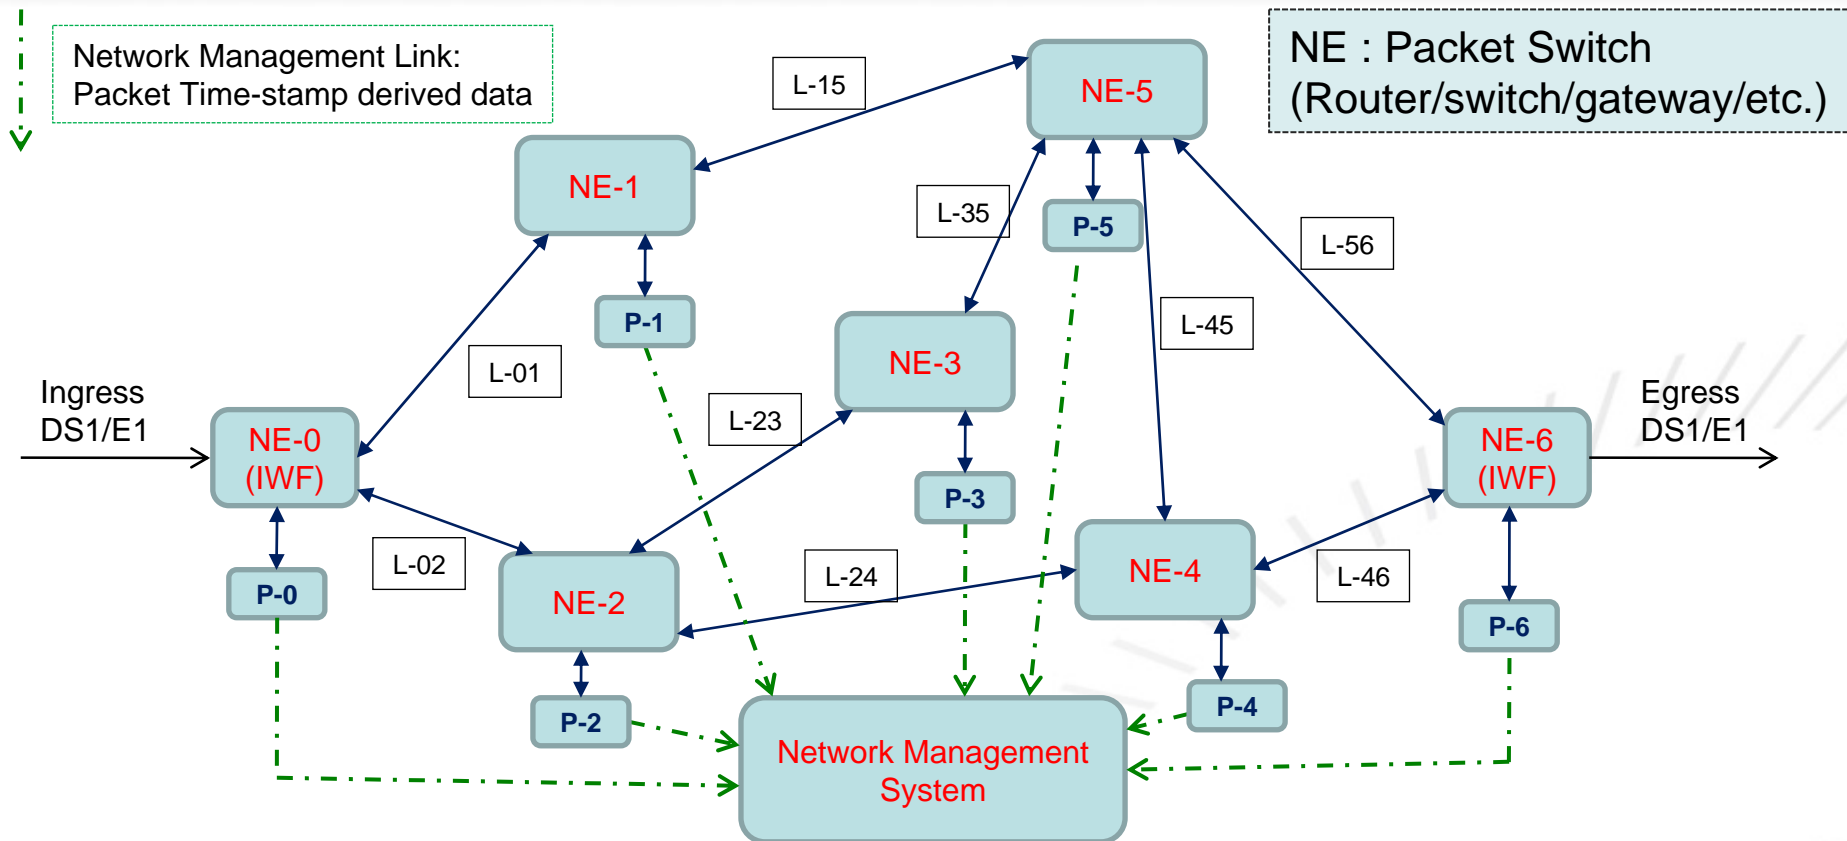 Network Management Link:
Packet Time-stamp derived data
NE : Packet Switch
(Router/switch/gateway/etc.)
L-15
NE-5
NE-1
L-35
P-5
L-56
P-1
L-45
L-01
NE-3
Ingress
DS1/E1
Egress
DS1/E1
L-23
NE-0
(IWF)
NE-6
(IWF)
P-3
L-02
L-24
NE-4
L-46
P-0
NE-2
P-6
P-2
P-4
Network Management
System